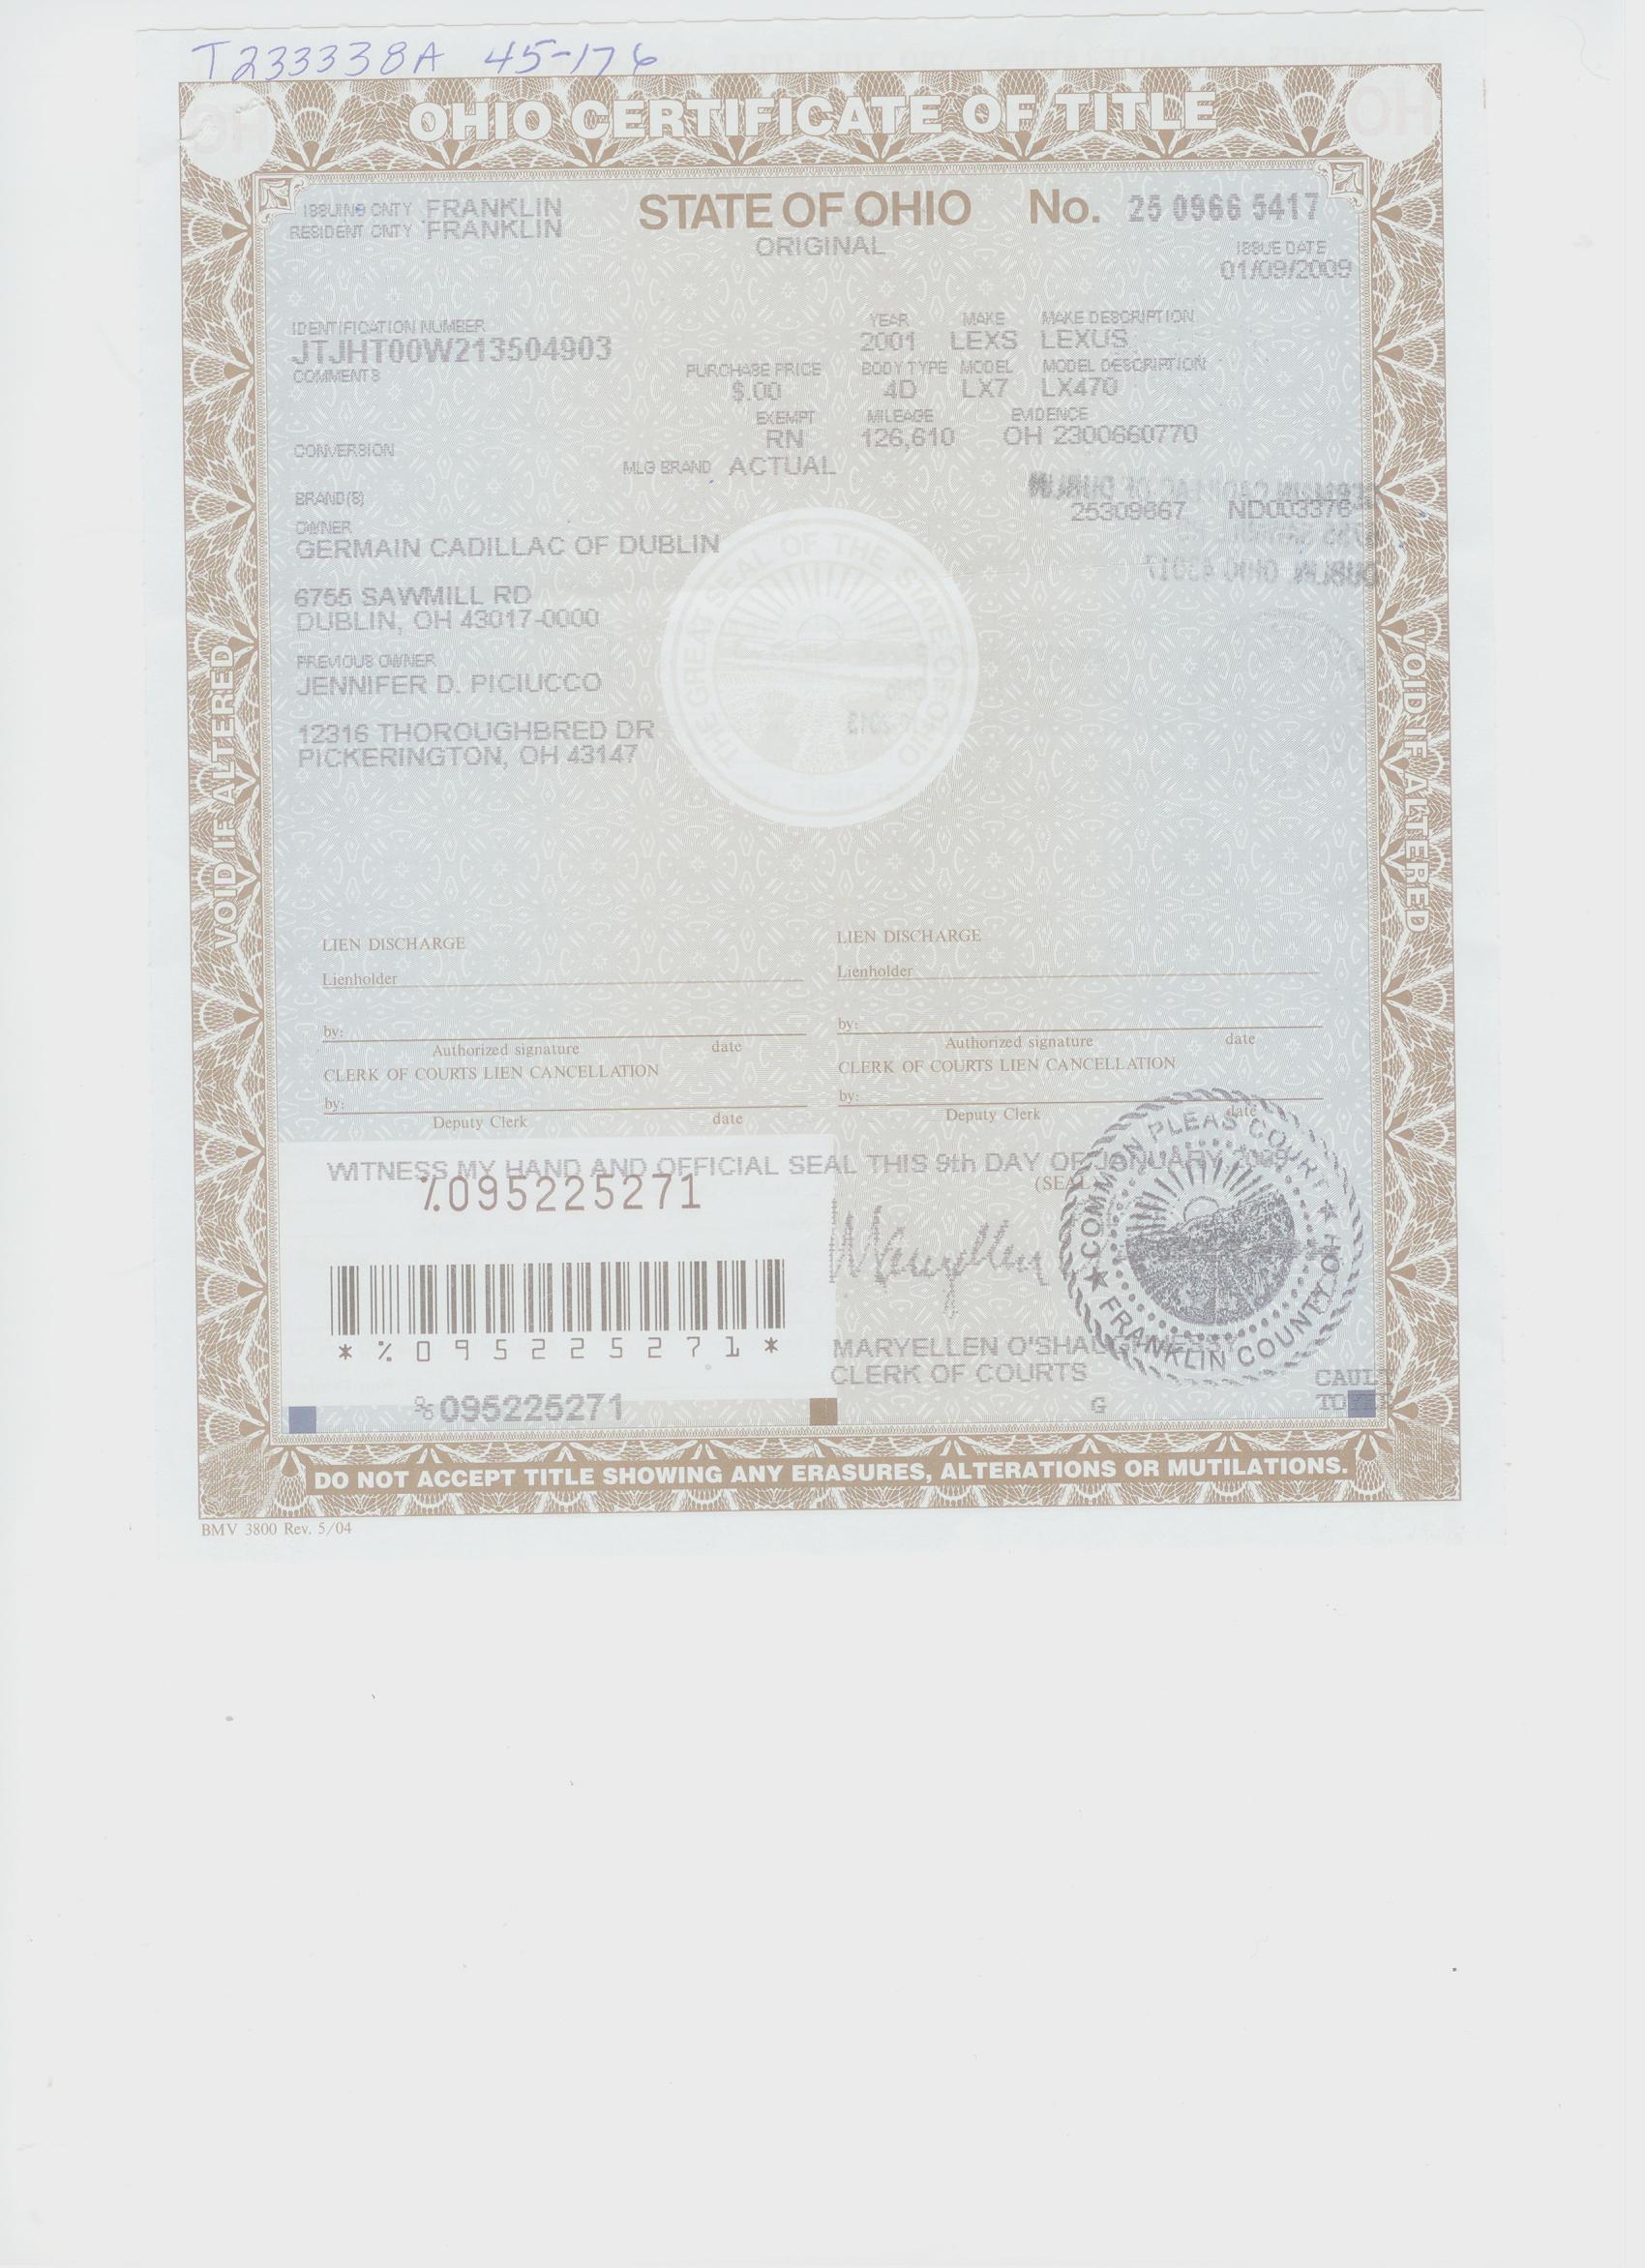 T233338A 45-176
OHIO CERTIFICATE OF TITLE
ISSUING CNTY FRANKLIN
RESIDENT CNTY FRANKLIN
STATE OF OHIO No. 25 0966 5417
ORIGINAL
ISSUE DATE
01/09/2009
IDENTIFICATION NUMBER
JTJHT00W213504903
COMMENTS
YEAR MAKE MAKE DESCRIPTION
2001 LEXS LEXUS
PURCHASE PRICE BODY TYPE MODEL MODEL DESCRIPTION
$.00 4D LX7 LX470
EXEMPT MILEAGE EVIDENCE
RN 126,610 OH 2300660770
CONVERSION
MLG BRAND ACTUAL
BRAND(S)
25309667 ND003376
OWNER
GERMAIN CADILLAC OF DUBLIN
6755 SAWMILL RD
DUBLIN, OH 43017-0000
PREVIOUS OWNER
JENNIFER D. PICIUCCO
12316 THOROUGHBRED DR
PICKERINGTON, OH 43147
THE GREAT SEAL OF THE STATE OF OHIO
VOID IF ALTERED
VOID IF ALTERED
LIEN DISCHARGE LIEN DISCHARGE
Lienholder Lienholder
by: by:
Authorized signature date Authorized signature date
CLERK OF COURTS LIEN CANCELLATION CLERK OF COURTS LIEN CANCELLATION
by: by:
Deputy Clerk date Deputy Clerk date
WITNESS MY HAND AND OFFICIAL SEAL THIS 9th DAY OF JANUARY 2009
(SEAL
%095225271
COMMON PLEAS COURT ★ FRANKLIN COUNTY OH ★
*%095225271*
MARYELLEN O'SHAUGHNESSY
CLERK OF COURTS
CAUL
%095225271
G
TO
DO NOT ACCEPT TITLE SHOWING ANY ERASURES, ALTERATIONS OR MUTILATIONS.
BMV 3800 Rev. 5/04